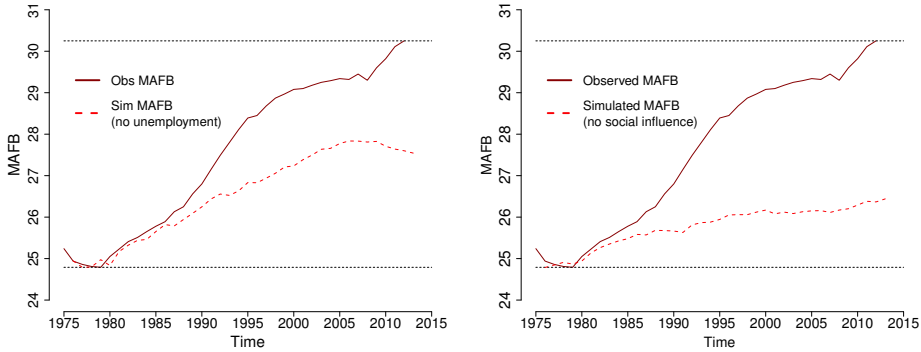 31
30
29
28
27
26
25
24
MAFB
Obs MAFB
Sim MAFB
(no unemployment)
1975 1980 1985 1990 1995 2000 2005 2010 2015
Time
31
30
29
28
27
26
25
24
MAFB
Observed MAFB
Simulated MAFB
(no social influence)
1975 1980 1985 1990 1995 2000 2005 2010 2015
Time